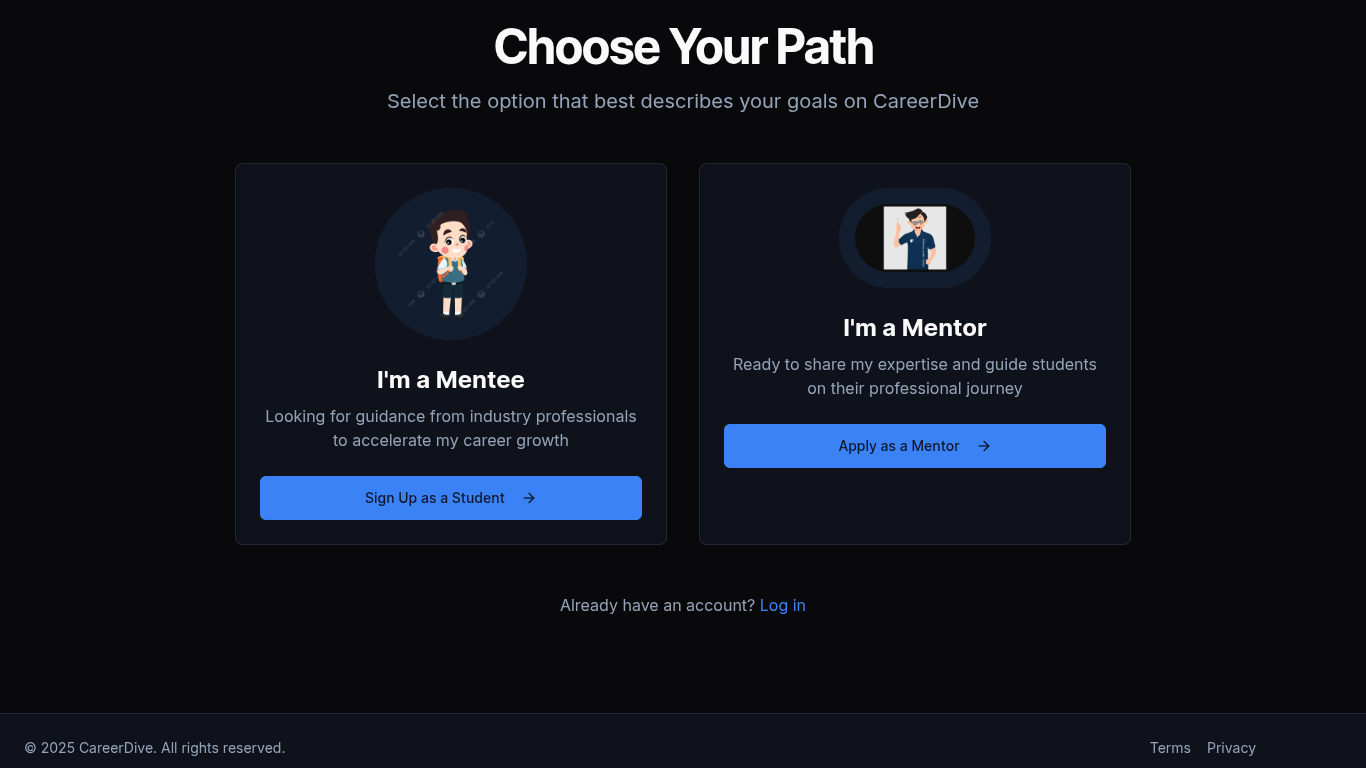 Choose Your Path
Select the option that best describes your goals on CareerDive
I'm a Mentee
Looking for guidance from industry professionals
to accelerate my career growth
Sign Up as a Student
I'm a Mentor
Ready to share my expertise and guide students
on their professional journey
Apply as a Mentor
Already have an account? Log in
© 2025 CareerDive. All rights reserved.
Terms
Privacy